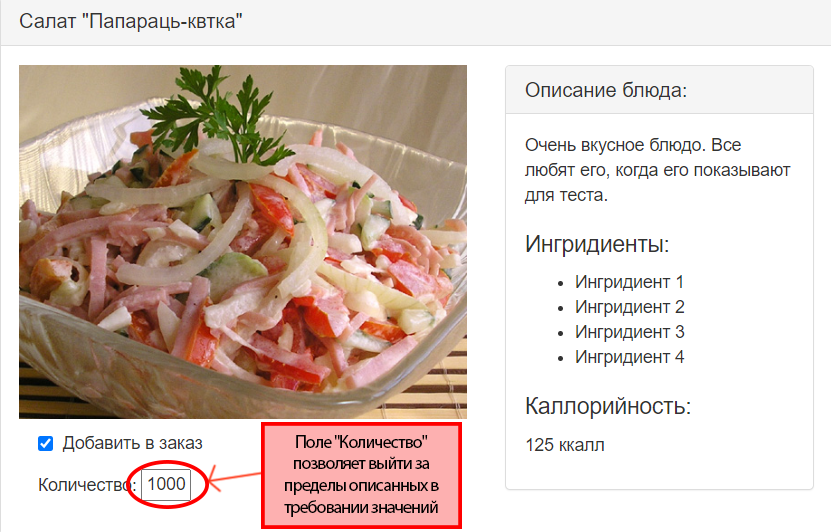 Салат "Папараць-квтка"
Описание блюда:
Очень вкусное блюдо. Все
любят его, когда его показывают
для теста.
Ингридиенты:
Ингридиент 1
Ингридиент 2
Ингридиент 3
Ингридиент 4
Каллорийность:
125 ккалл
Добавить в заказ
Количество: 1000
Поле "Количество"
позволяет выйти за
пределы описанных в
требовании значений